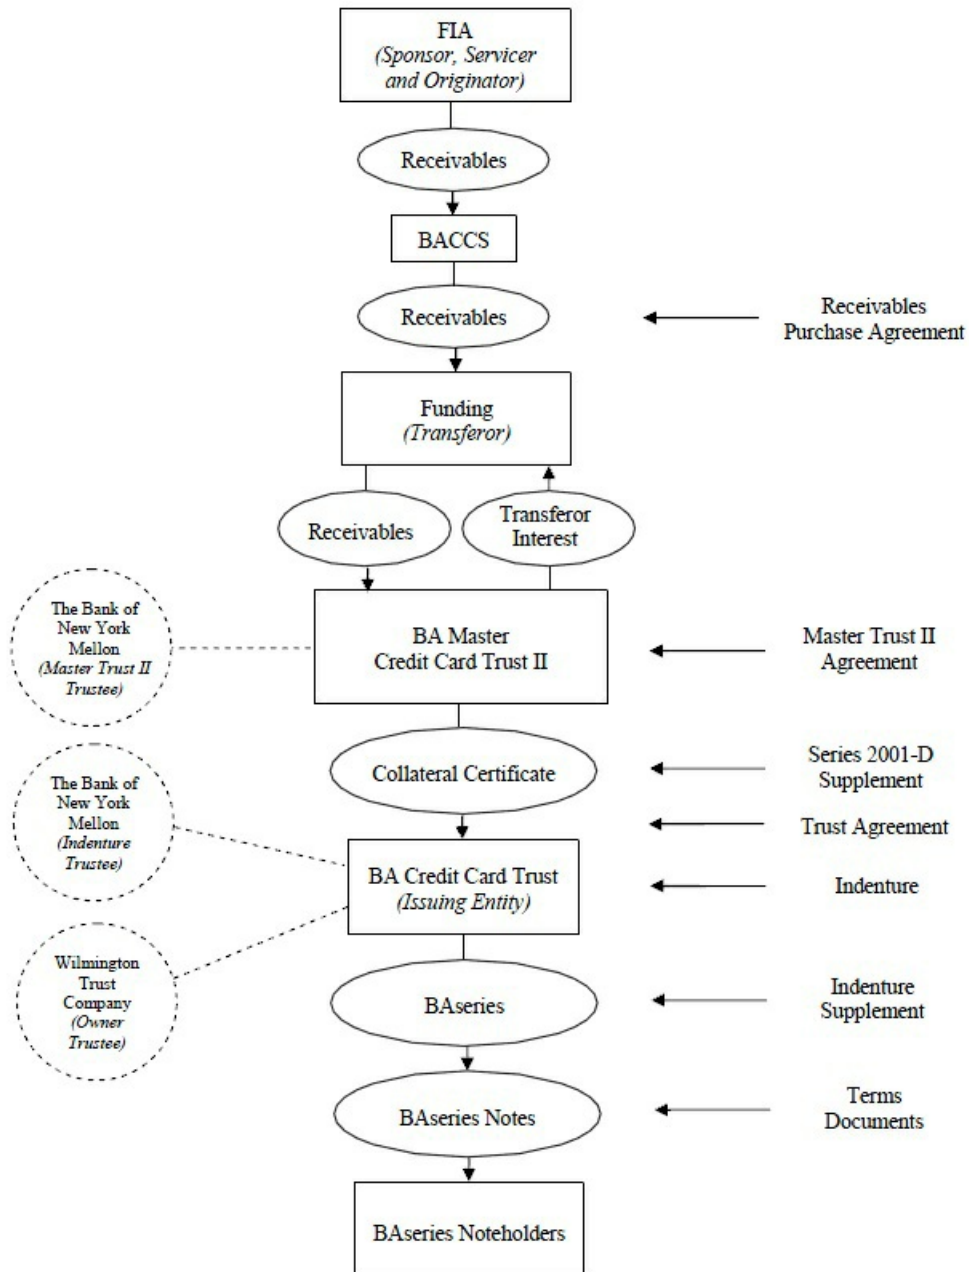 FIA
(Sponsor, Servicer
and Originator)
Receivables
BACCS
Receivables
Receivables
Purchase Agreement
Funding
(Transferor)
Receivables
Transferor
Interest
The Bank of
New York
Mellon
(Master Trust II
Trustee)
BA Master
Credit Card Trust II
Master Trust II
Agreement
Collateral Certificate
Series 2001-D
Supplement
The Bank of
New York
Mellon
(Indenture
Trustee)
Trust Agreement
BA Credit Card Trust
(Issuing Entity)
Indenture
Wilmington
Trust
Company
(Owner
Trustee)
BAseries
Indenture
Supplement
BAseries Notes
Terms
Documents
BAseries Noteholders